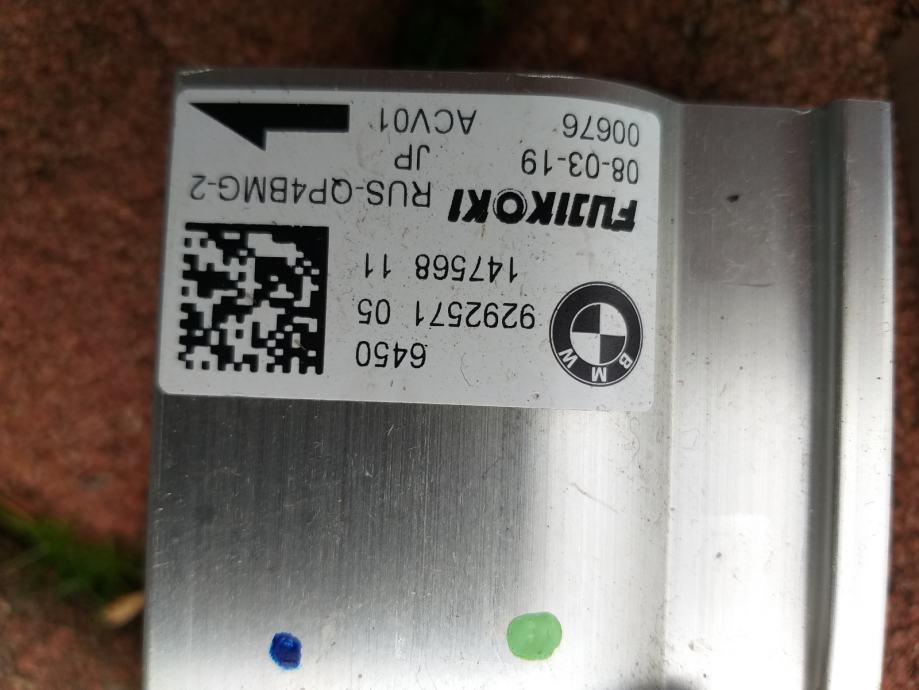 BMW
6450
9292571 05
147568 11
FUJIKOKI RUS-QP4BMG-2
08-03-19 JP
00676 ACV01